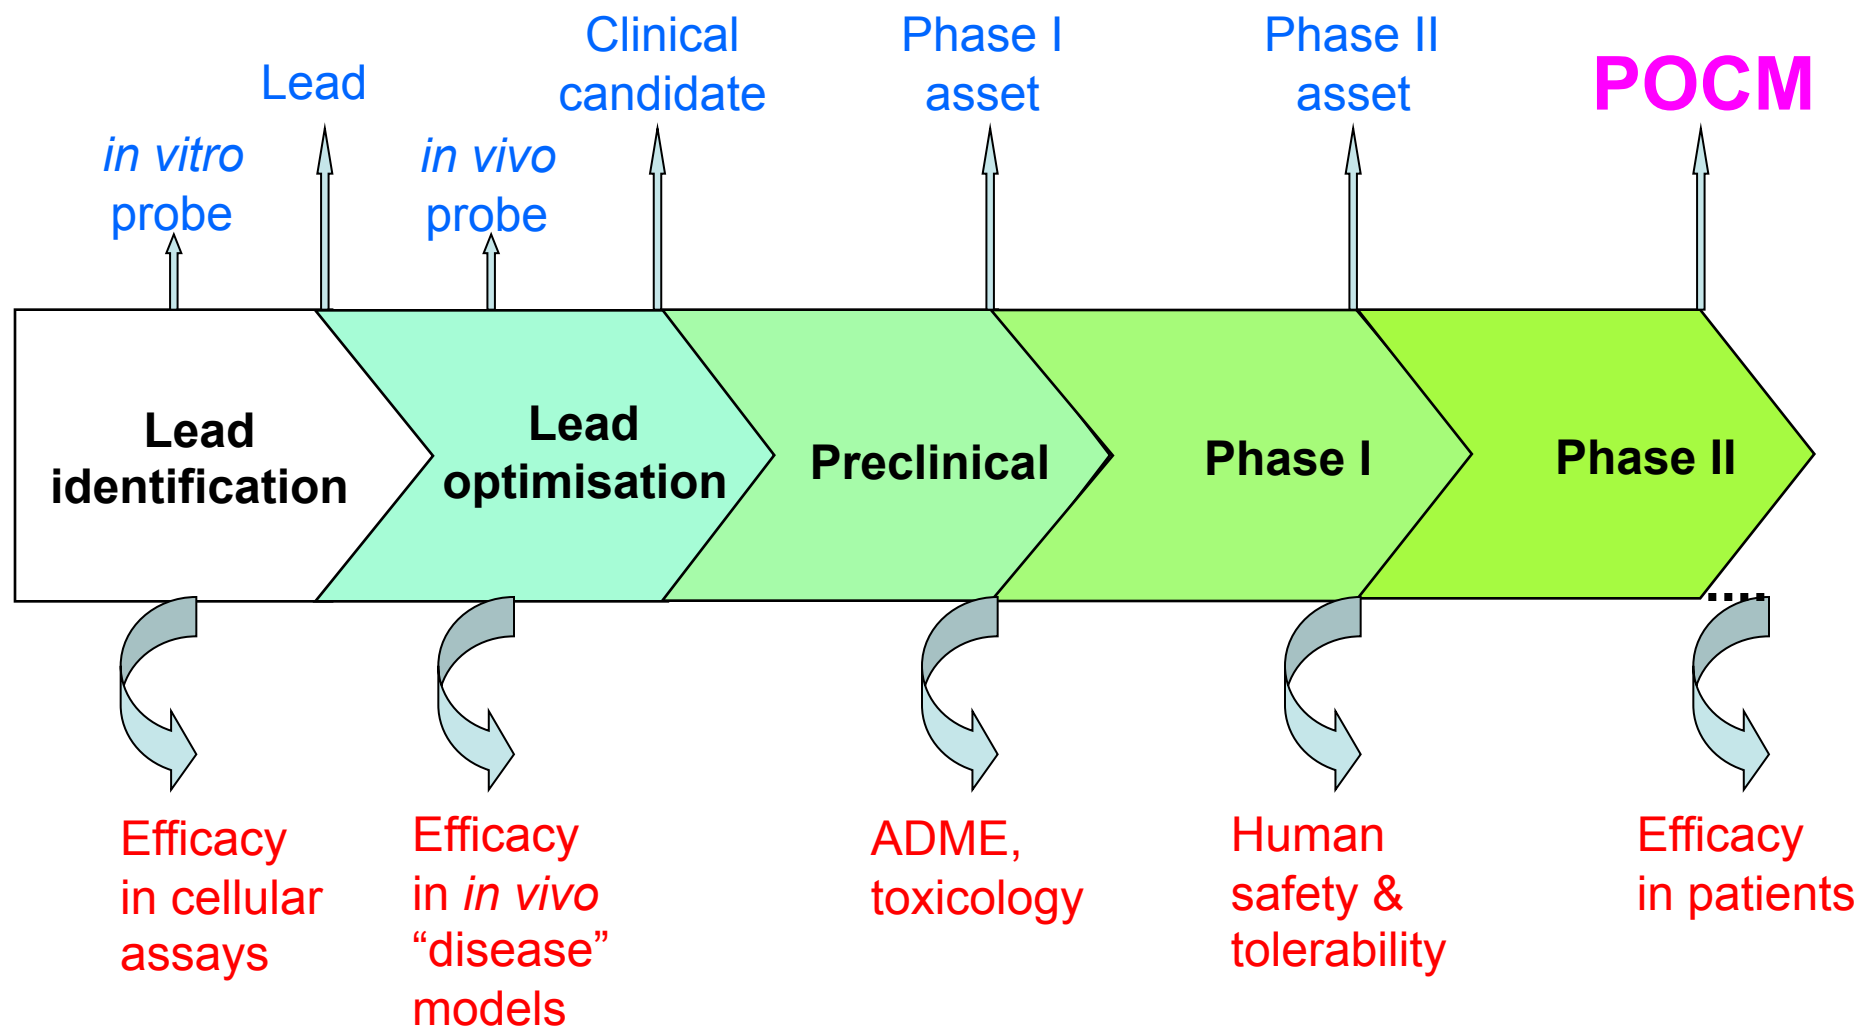 Lead
in vitro
probe
in vivo
probe
Clinical
candidate
Phase I
asset
Phase II
asset
POCM
Lead
identification
Lead
optimisation
Preclinical
Phase I
Phase II
....
Efficacy
in cellular
assays
Efficacy
in in vivo
“disease”
models
ADME,
toxicology
Human
safety &
tolerability
Efficacy
in patients